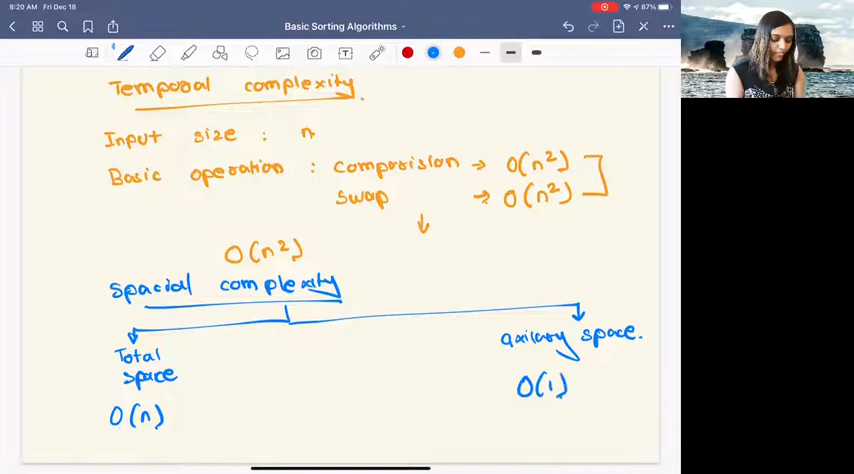 8:20 AM Fri Dec 18
87%
Basic Sorting Algorithms
Temporal complexity.
Input size : n
Basic operation : comparision → O(n²)
swap → O(n²)
O(n²)
spacial complexity
Total
space
axilary space.
O(1)
O(n)